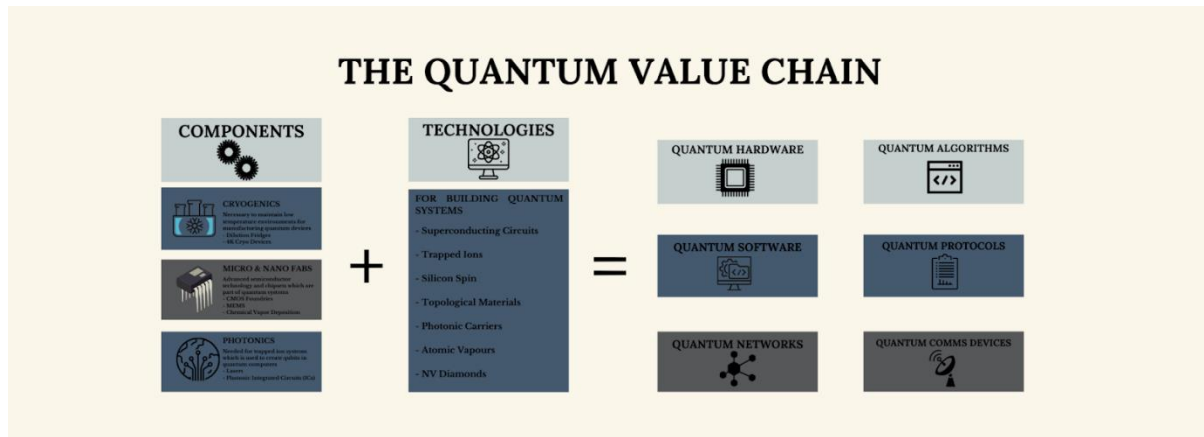 THE QUANTUM VALUE CHAIN
COMPONENTS
CRYOGENICS
Necessary to maintain low
temperature environments for
manufacturing quantum devices
- Dilution Fridges
- 4K Cryo Devices
MICRO & NANO FABS
Advanced semiconductor
technology and chipsets which are
part of quantum systems
- CMOS Foundries
- MEMS
- Chemical Vapor Deposition
PHOTONICS
Needed for trapped ion systems
which is used to create qubits in
quantum computers
- Lasers
- Photonic Integrated Circuits (ICs)
+
TECHNOLOGIES
FOR BUILDING QUANTUM
SYSTEMS
- Superconducting Circuits
- Trapped Ions
- Silicon Spin
- Topological Materials
- Photonic Carriers
- Atomic Vapours
- NV Diamonds
=
QUANTUM HARDWARE
QUANTUM ALGORITHMS
</>
QUANTUM SOFTWARE
</>
QUANTUM PROTOCOLS
QUANTUM NETWORKS
QUANTUM COMMS DEVICES